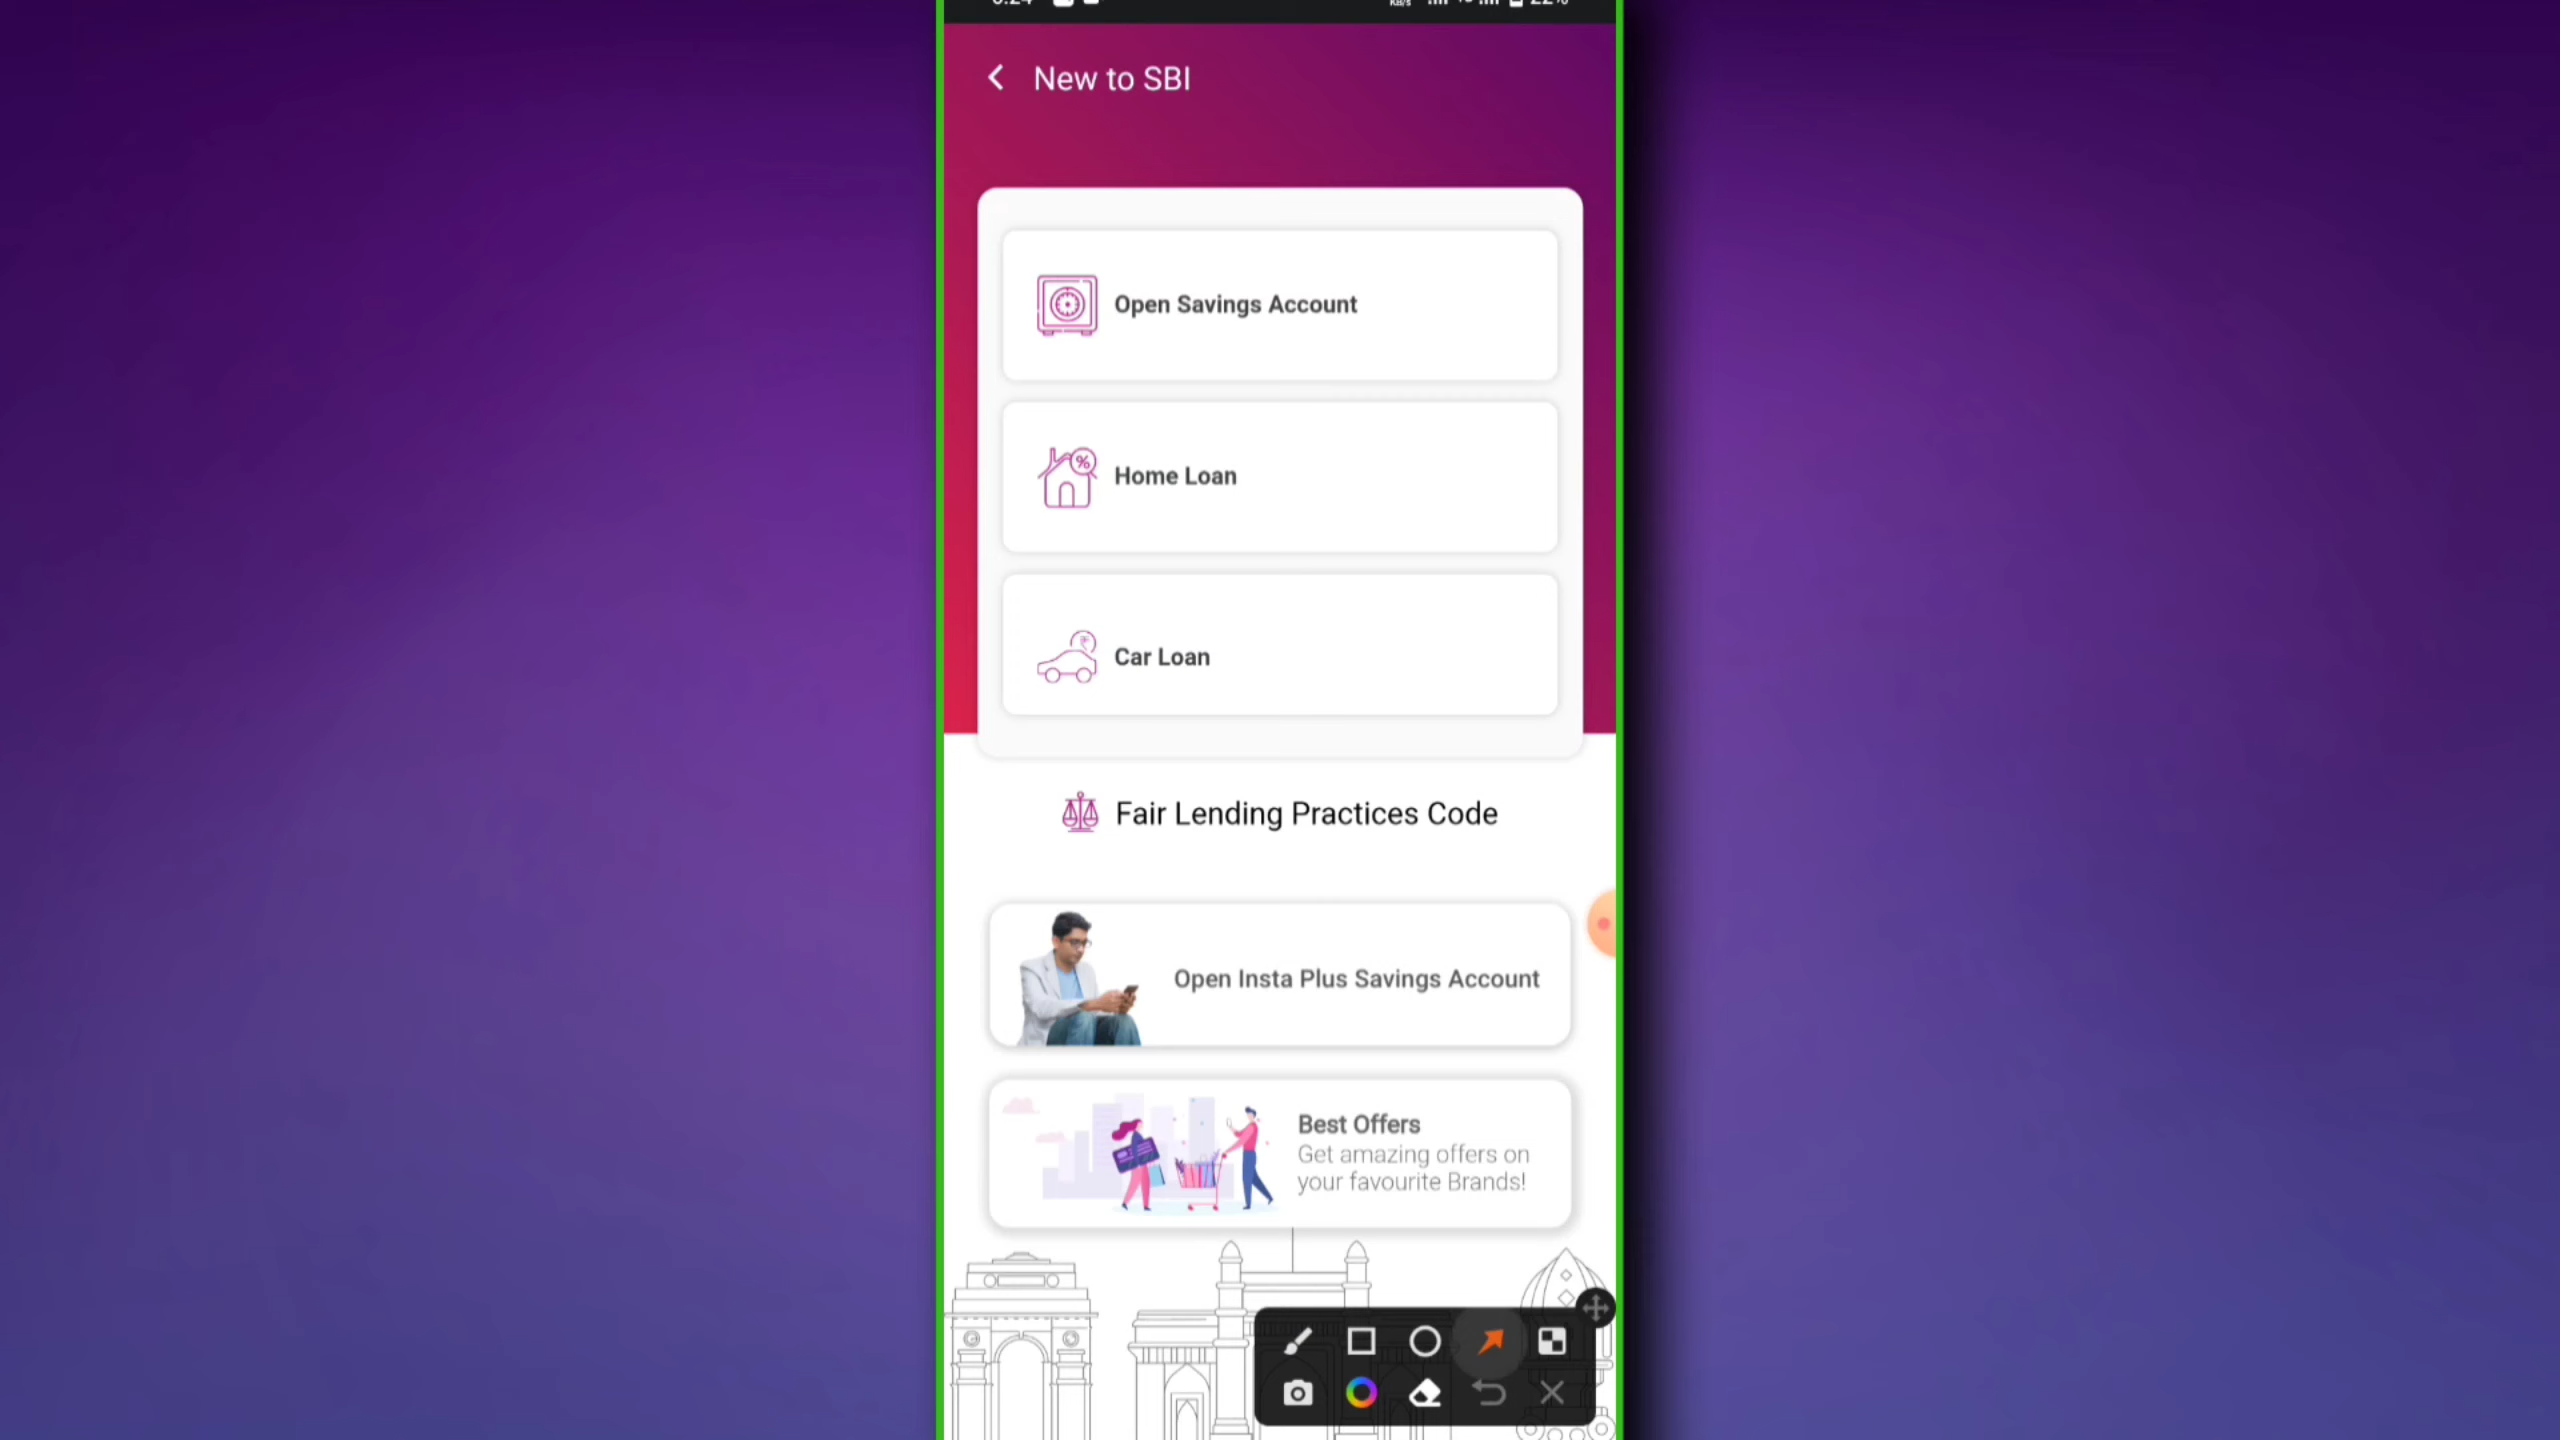 New to SBI
Open Savings Account
Home Loan
Car Loan
Fair Lending Practices Code
Open Insta Plus Savings Account
Best Offers
Get amazing offers on
your favourite Brands!